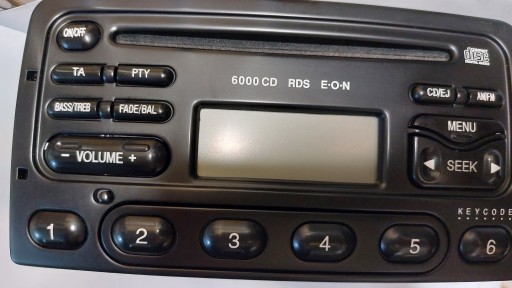 ON/OFF
disc
TA PTY
6000 CD RDS E·O·N
CD/EJ AM/FM
BASS/TREB FADE/BAL
MENU
- VOLUME +
SEEK
KEYCODE
1 2 3 4 5 6